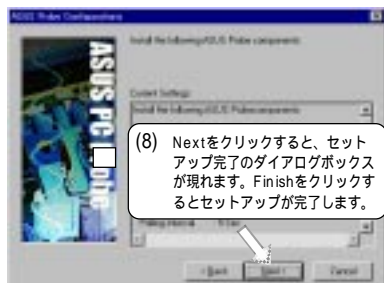 ASUS Probe Configurations
Install the following ASUS Probe components
ASUS PC Probe
Current Settings:
Install the following ASUS Probe components
(8) Nextをクリックすると、セット
アップ完了のダイアログボックス
が現れます。Finishをクリックす
るとセットアップが完了します。
Polling Interval 5 Sec
< Back
Next >
Cancel